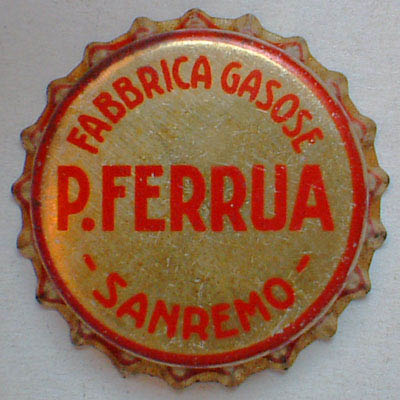 FABBRICA GASOSE
P.FERRUA
- SANREMO -